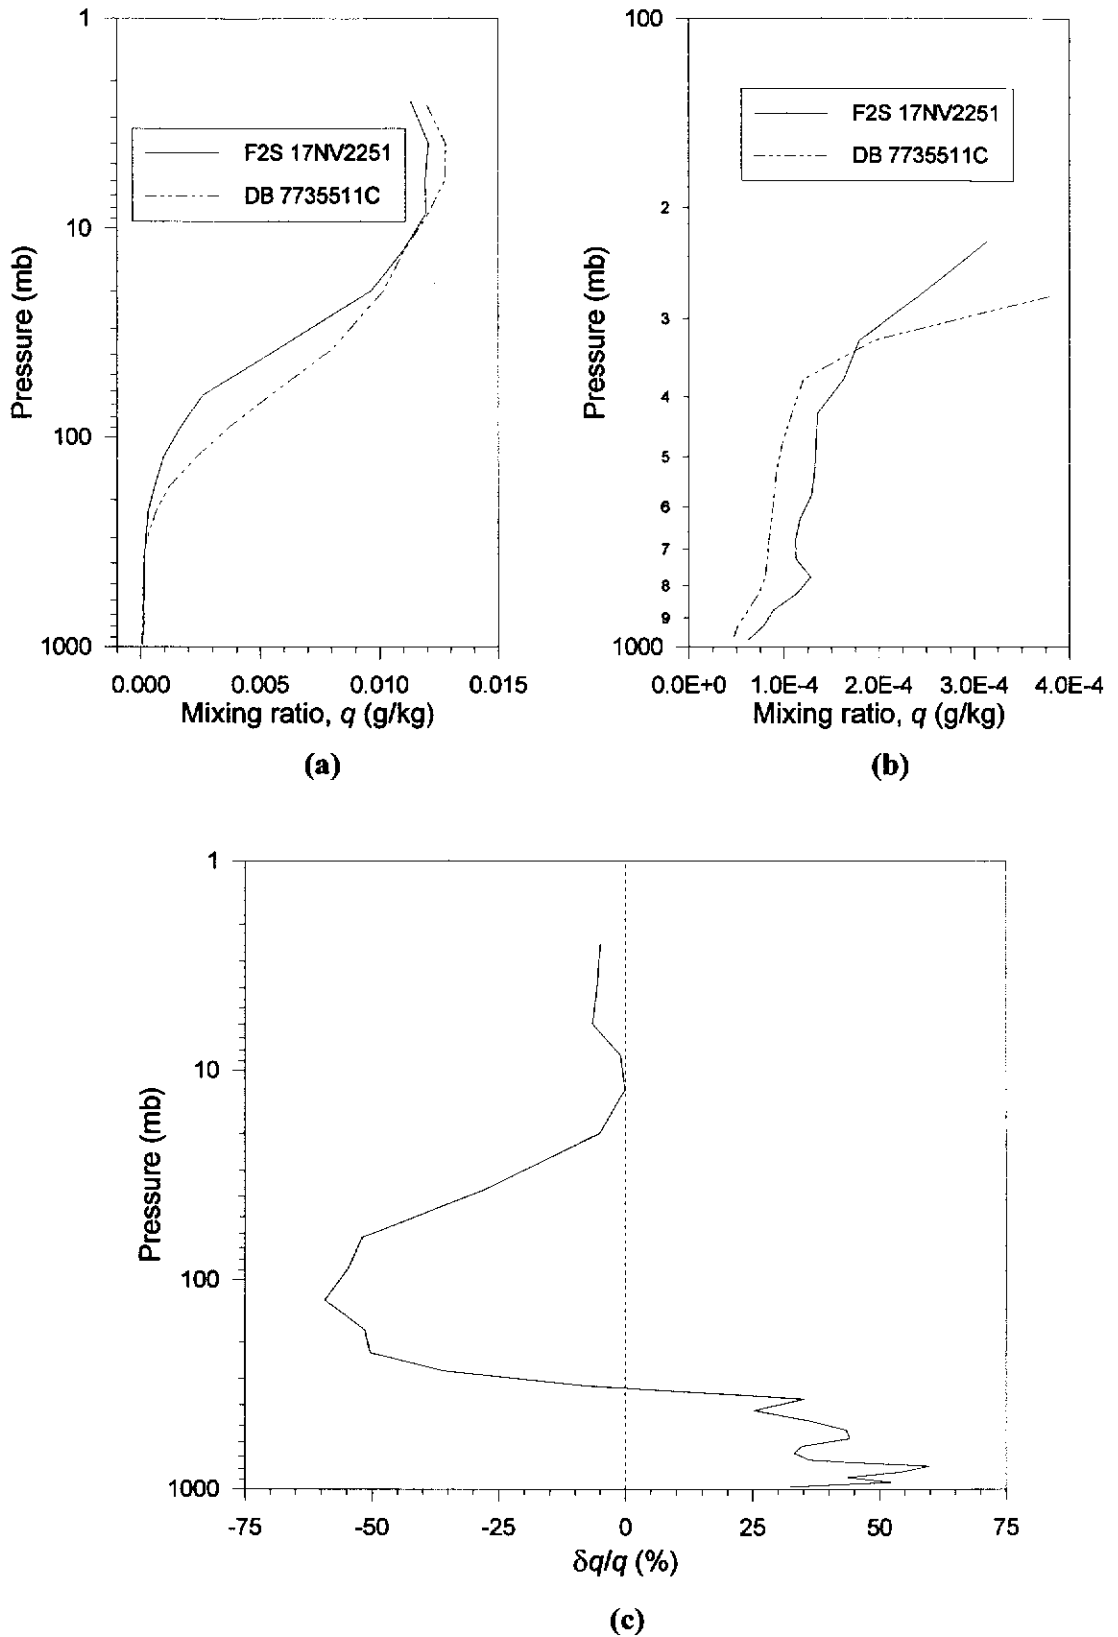 1
10
100
1000
Pressure (mb)
F2S 17NV2251
DB 7735511C
0.000 0.005 0.010 0.015
Mixing ratio, q (g/kg)
(a)
100
2
3
4
5
6
7
8
9
1000
Pressure (mb)
F2S 17NV2251
DB 7735511C
0.0E+0 1.0E-4 2.0E-4 3.0E-4 4.0E-4
Mixing ratio, q (g/kg)
(b)
1
10
100
1000
Pressure (mb)
-75 -50 -25 0 25 50 75
δq/q (%)
(c)